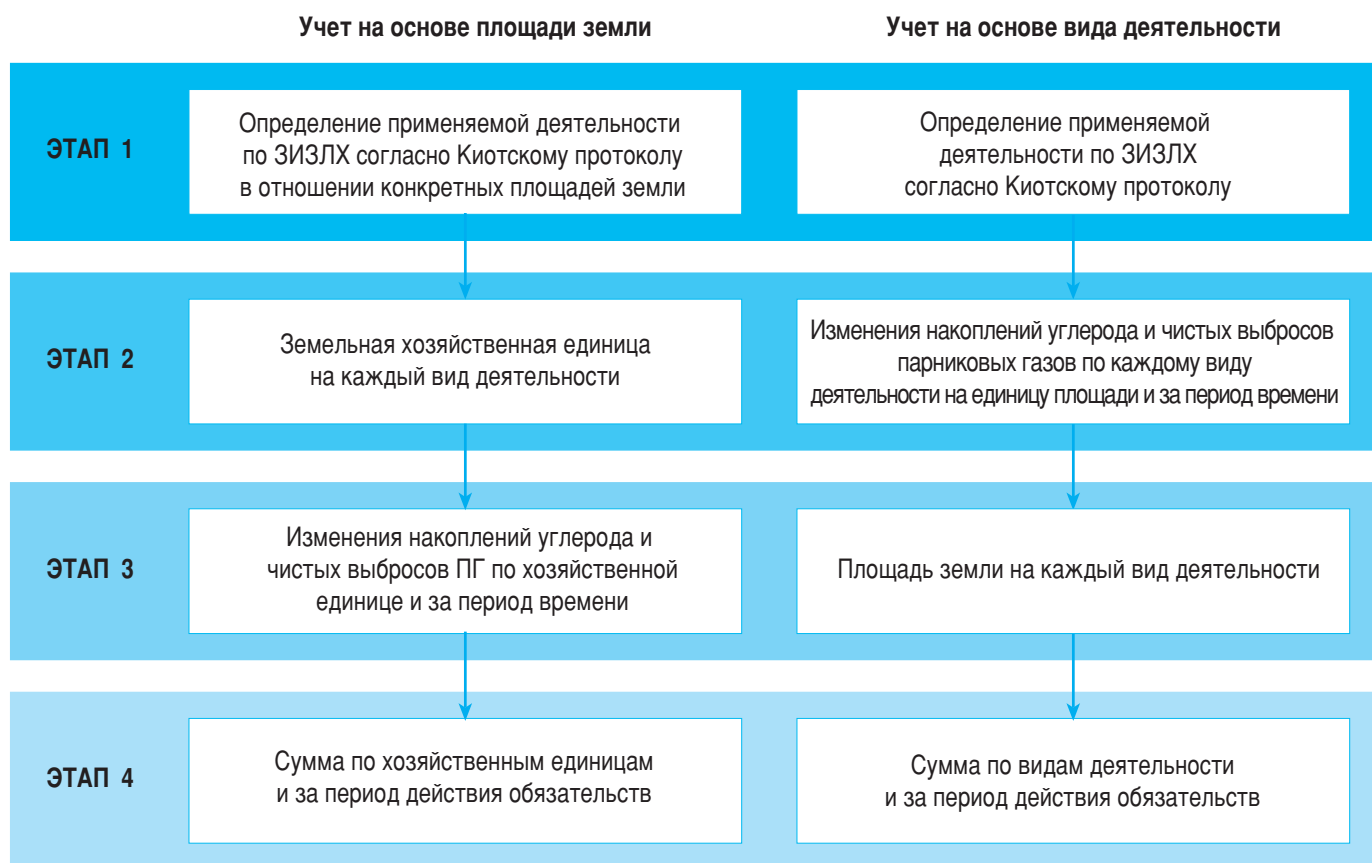 Учет на основе площади земли
Учет на основе вида деятельности
ЭТАП 1
Определение применяемой деятельности
по ЗИЗЛХ согласно Киотскому протоколу
в отношении конкретных площадей земли
Определение применяемой
деятельности по ЗИЗЛХ
согласно Киотскому протоколу
ЭТАП 2
Земельная хозяйственная единица
на каждый вид деятельности
Изменения накоплений углерода и чистых выбросов
парниковых газов по каждому виду
деятельности на единицу площади и за период времени
ЭТАП 3
Изменения накоплений углерода и
чистых выбросов ПГ по хозяйственной
единице и за период времени
Площадь земли на каждый вид деятельности
ЭТАП 4
Сумма по хозяйственным единицам
и за период действия обязательств
Сумма по видам деятельности
и за период действия обязательств